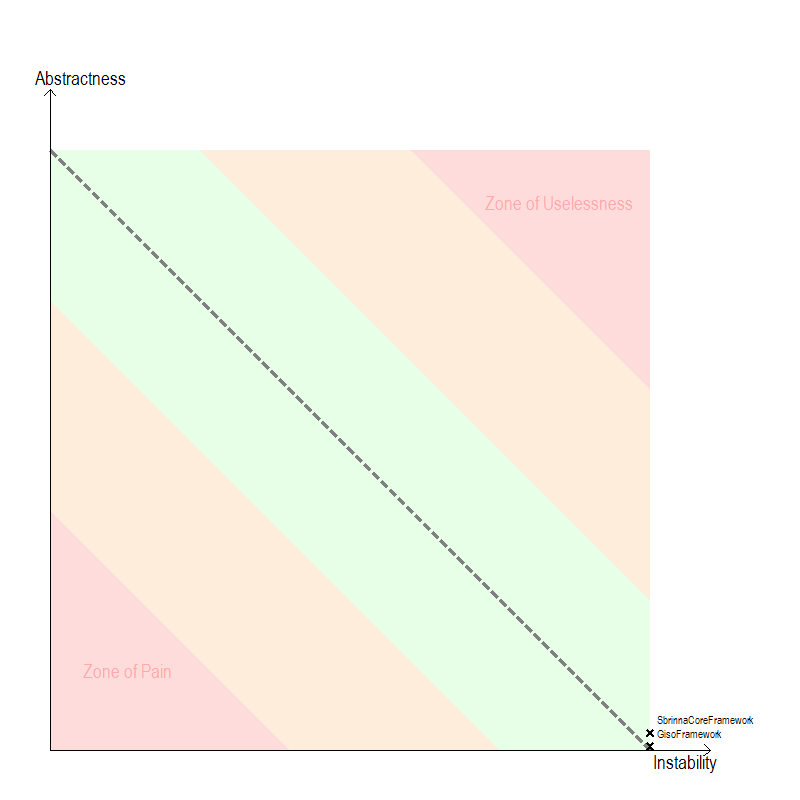 Abstractness
Zone of Uselessness
Zone of Pain
SbrinnaCoreFramework
GisoFramework
Instability